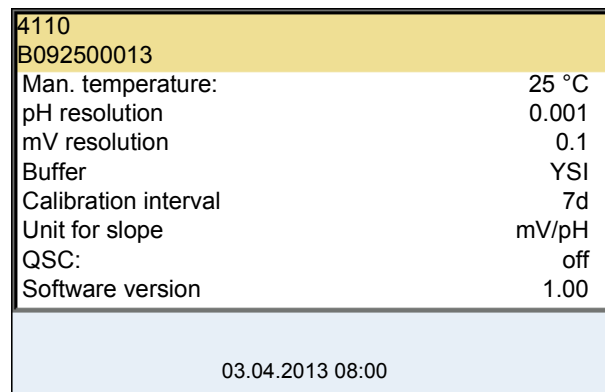 4110
B092500013
Man. temperature: 25 °C
pH resolution 0.001
mV resolution 0.1
Buffer YSI
Calibration interval 7d
Unit for slope mV/pH
QSC: off
Software version 1.00
03.04.2013 08:00